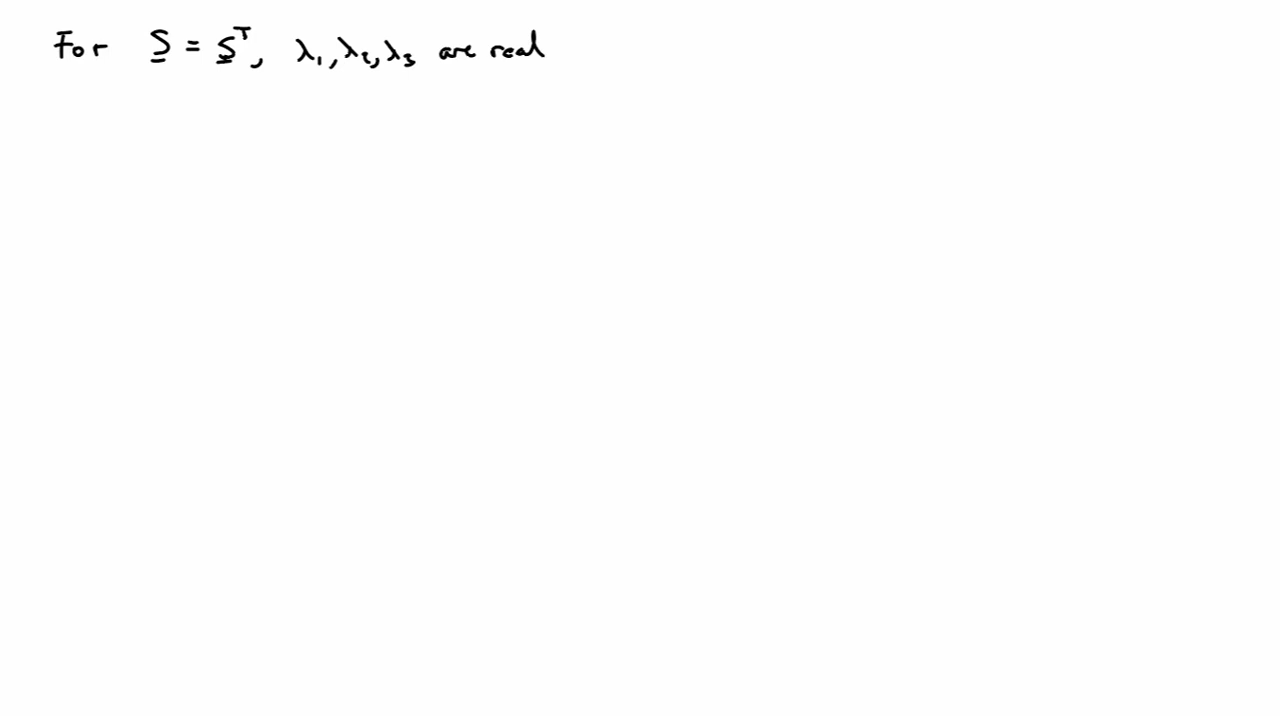 For S̲ = S̲ᵀ, λ₁, λ₂, λ₃ are real